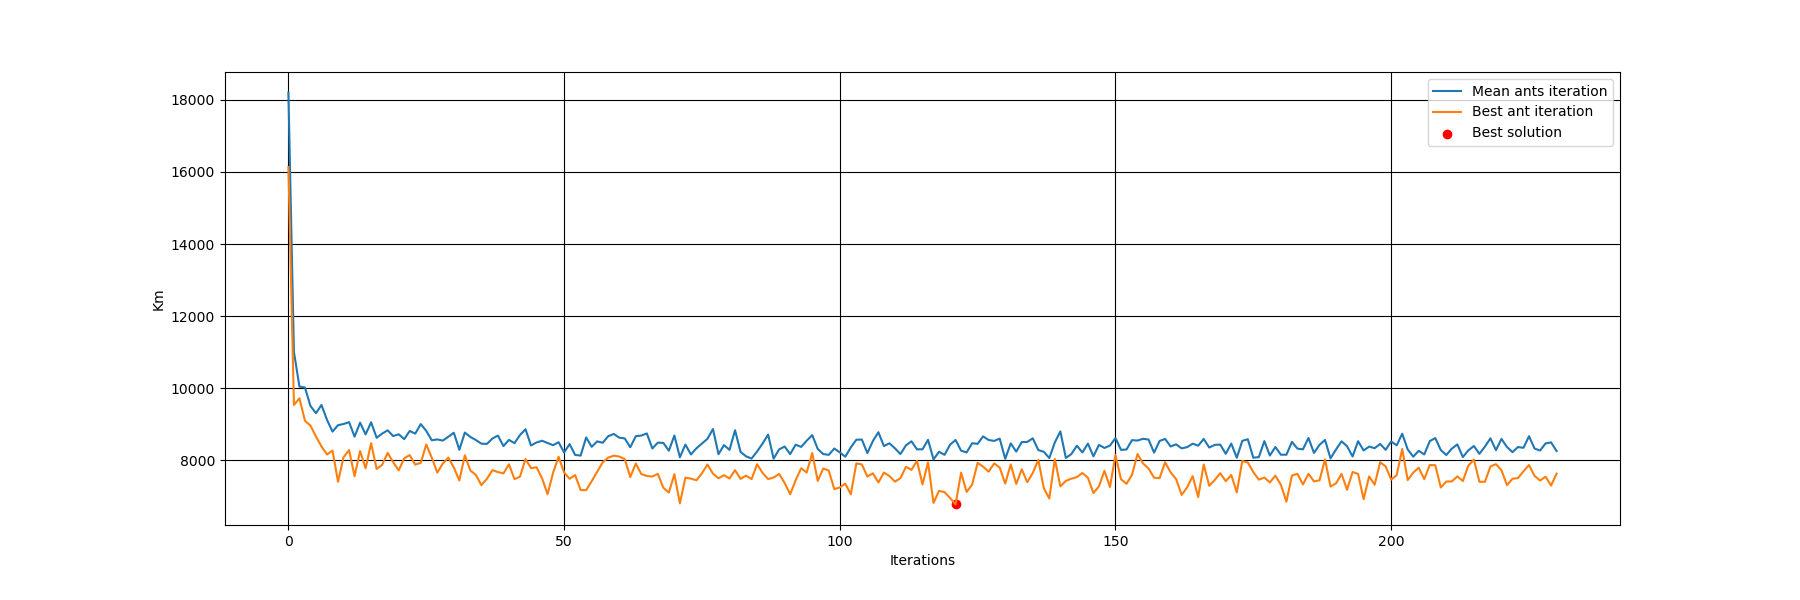 18000
16000
14000
12000
10000
8000
Km
0
50
100
150
200
Iterations
Mean ants iteration
Best ant iteration
Best solution